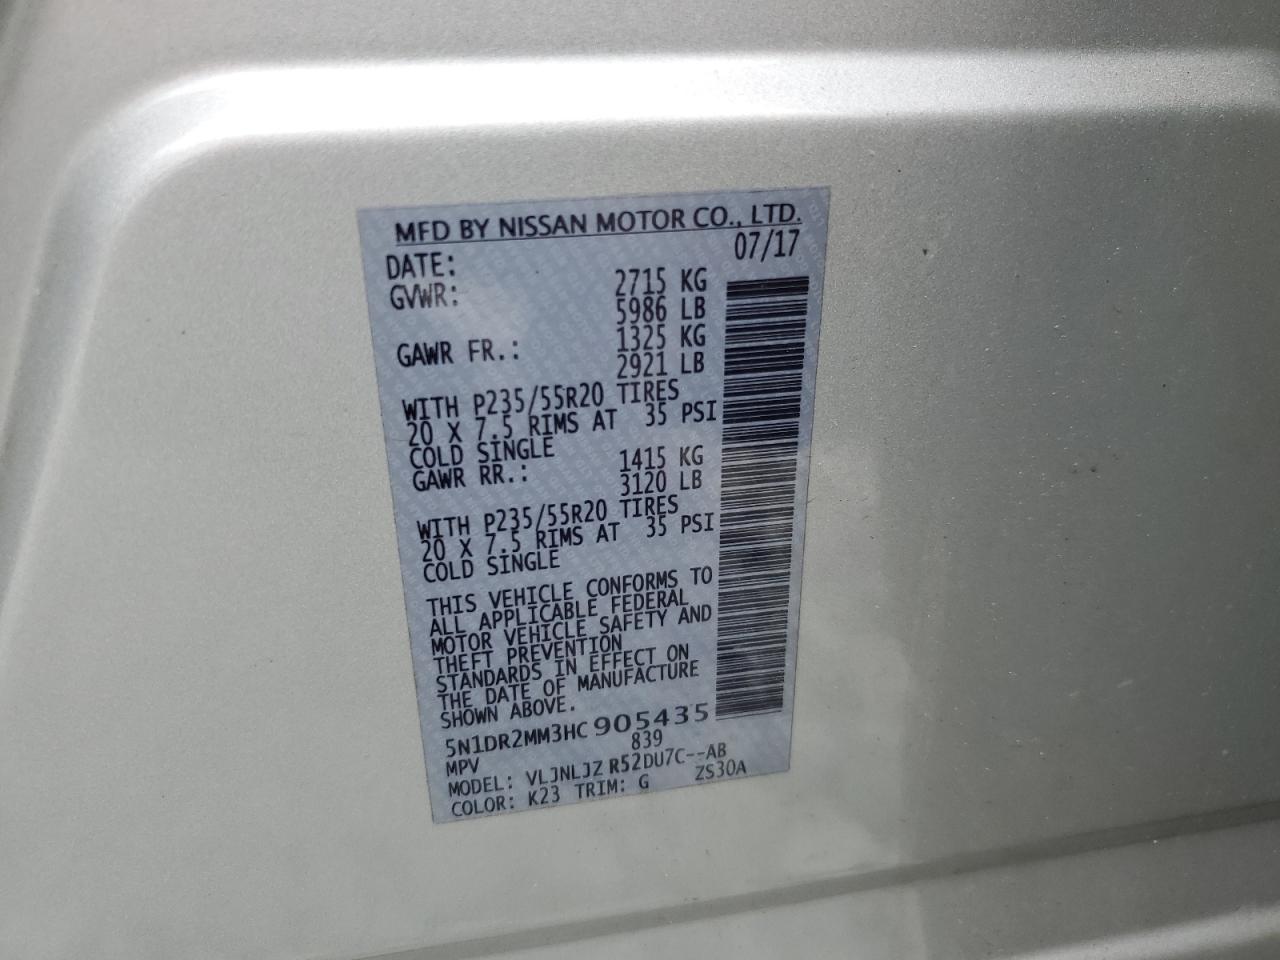 MFD BY NISSAN MOTOR CO., LTD.
DATE: 07/17
GVWR: 2715 KG
5986 LB
GAWR FR.: 1325 KG
2921 LB
WITH P235/55R20 TIRES
20 X 7.5 RIMS AT 35 PSI
COLD SINGLE
GAWR RR.: 1415 KG
3120 LB
WITH P235/55R20 TIRES
20 X 7.5 RIMS AT 35 PSI
COLD SINGLE
THIS VEHICLE CONFORMS TO
ALL APPLICABLE FEDERAL
MOTOR VEHICLE SAFETY AND
THEFT PREVENTION
STANDARDS IN EFFECT ON
THE DATE OF MANUFACTURE
SHOWN ABOVE.
5N1DR2MM3HC905435
MPV 839
MODEL: VLJNLJZ R52DU7C--AB
COLOR: K23 TRIM: G ZS30A